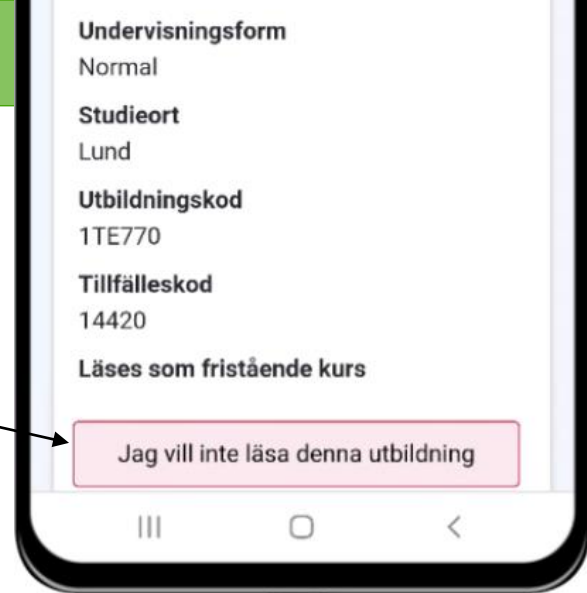 Undervisningsform
Normal
Studieort
Lund
Utbildningskod
1TE770
Tillfälleskod
14420
Läses som fristående kurs
Jag vill inte läsa denna utbildning